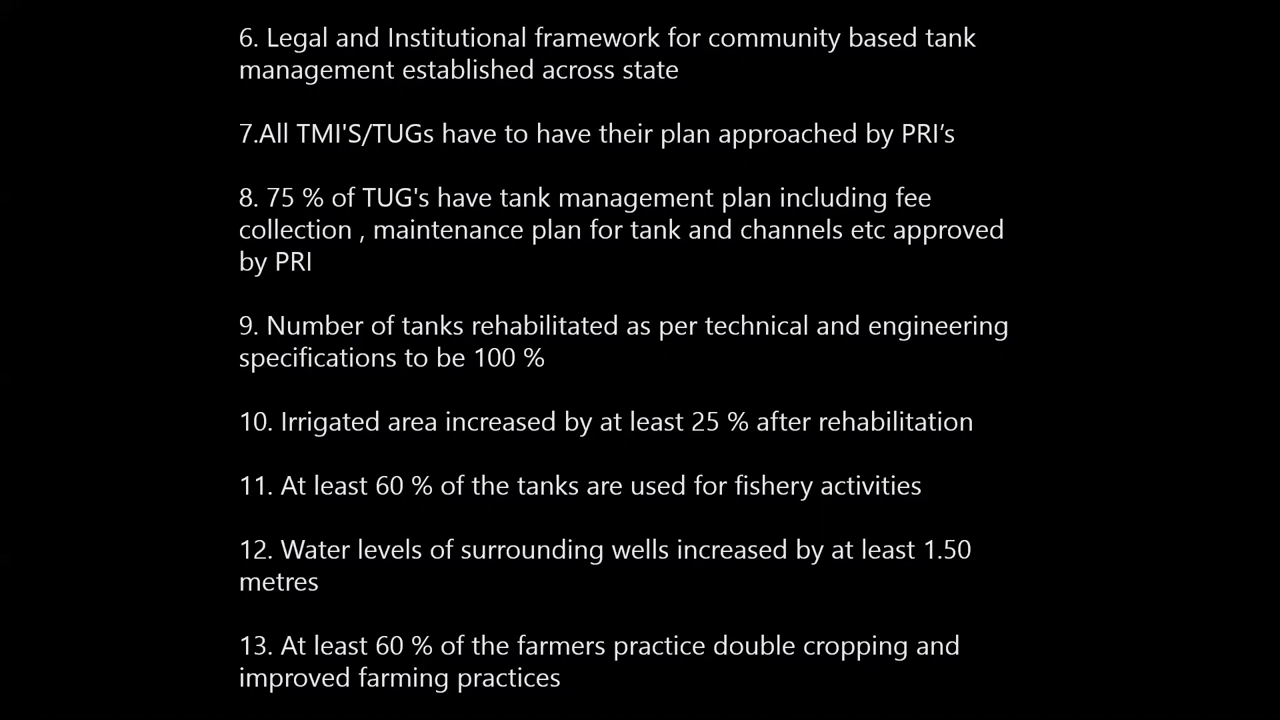 6. Legal and Institutional framework for community based tank
management established across state
7.All TMI'S/TUGs have to have their plan approached by PRI’s
8. 75 % of TUG's have tank management plan including fee
collection , maintenance plan for tank and channels etc approved
by PRI
9. Number of tanks rehabilitated as per technical and engineering
specifications to be 100 %
10. Irrigated area increased by at least 25 % after rehabilitation
11. At least 60 % of the tanks are used for fishery activities
12. Water levels of surrounding wells increased by at least 1.50
metres
13. At least 60 % of the farmers practice double cropping and
improved farming practices